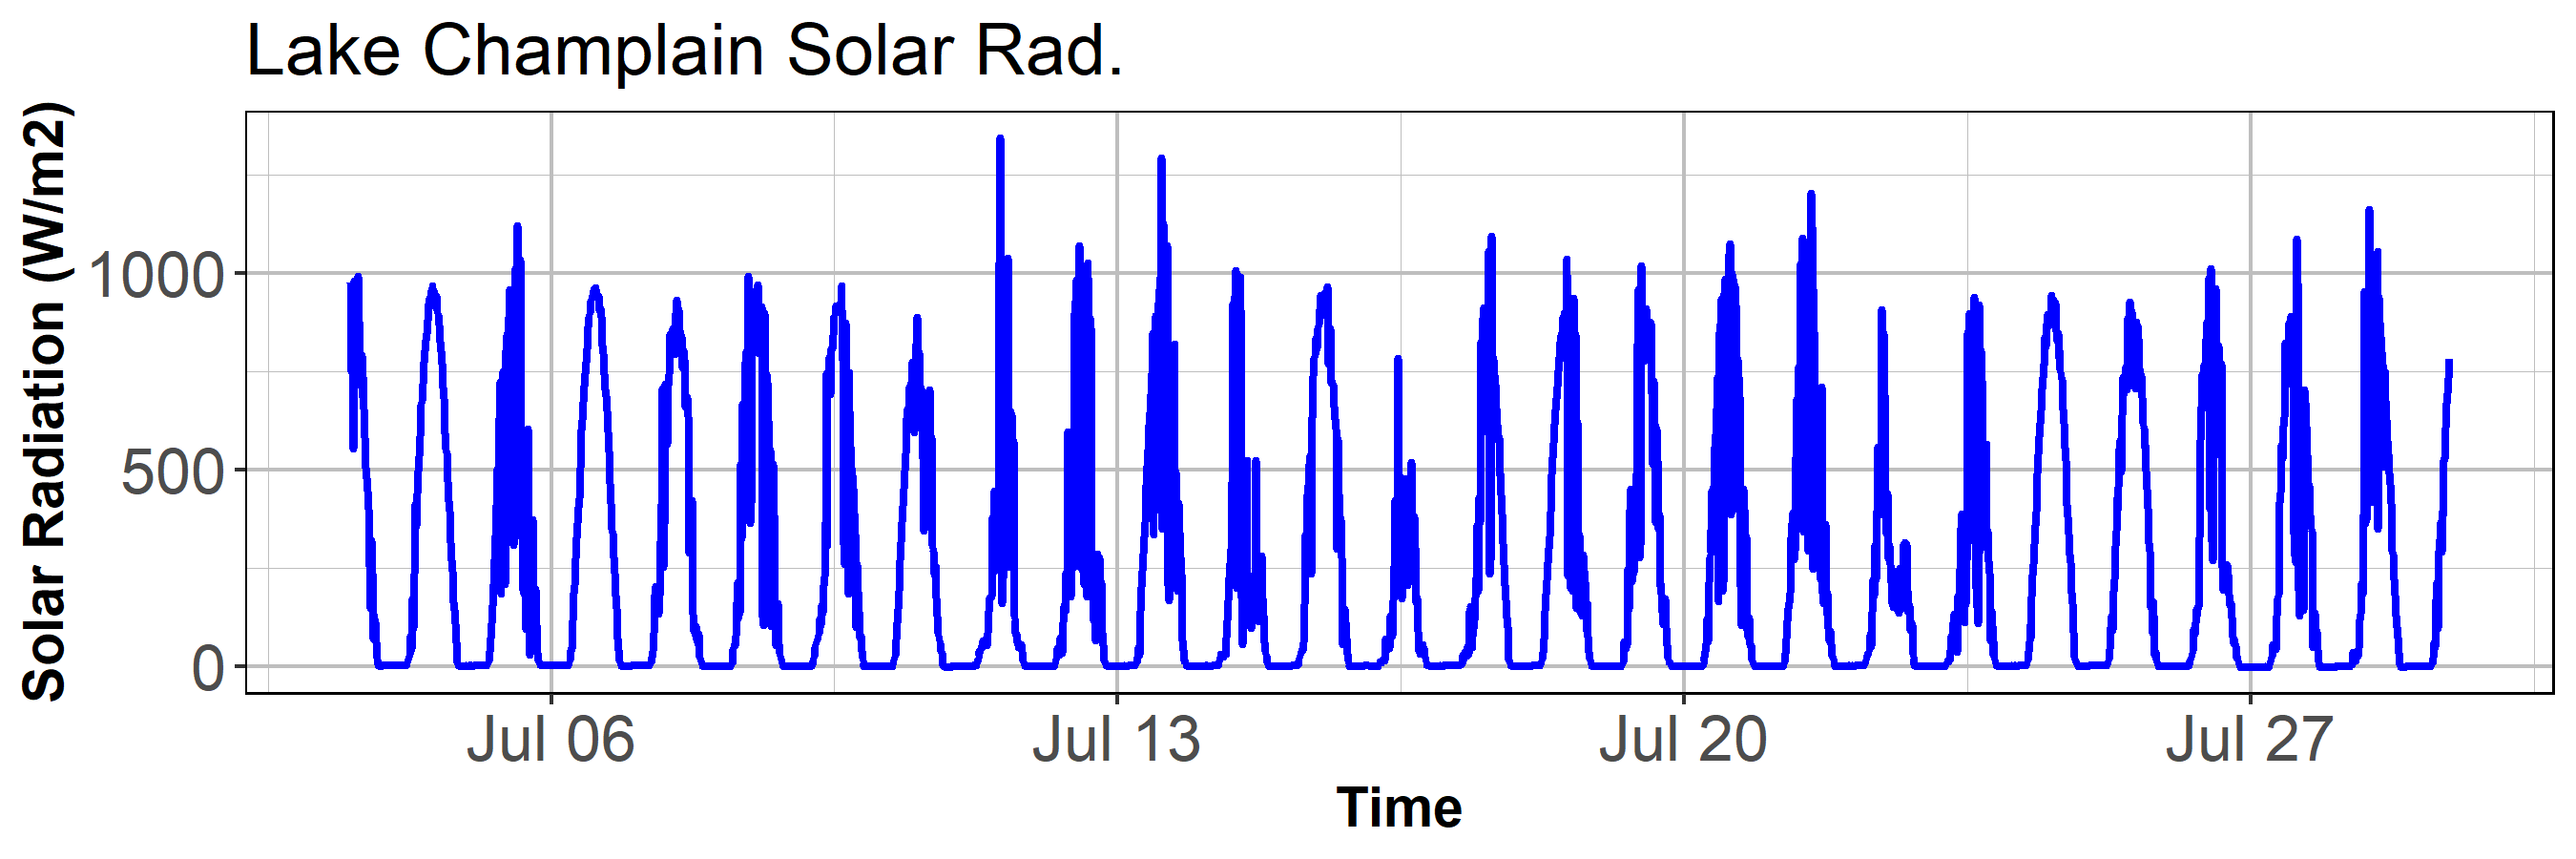 Lake Champlain Solar Rad.
Solar Radiation (W/m2)
1000
500
0
Jul 06
Jul 13
Jul 20
Jul 27
Time